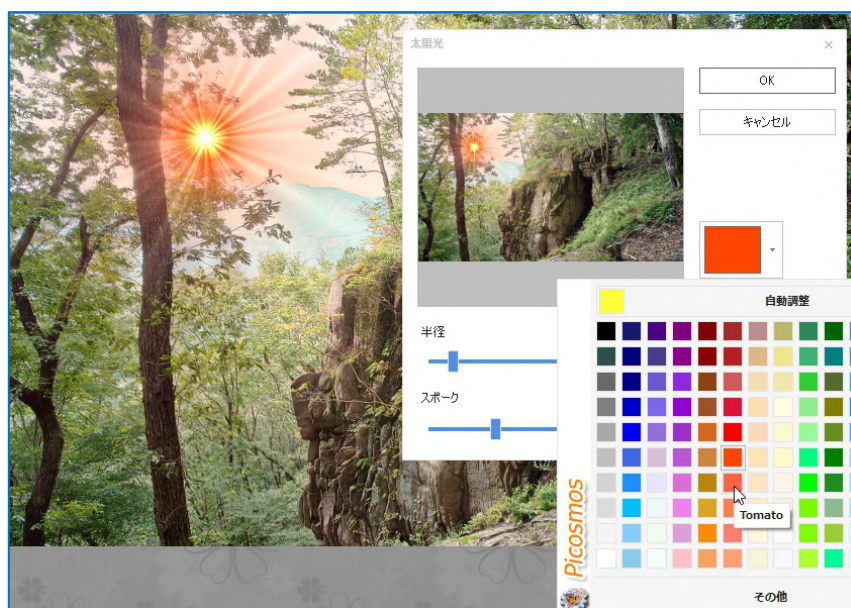 太陽光
OK
キャンセル
自動調整
半径
スポーク
Tomato
Picosmos
その他